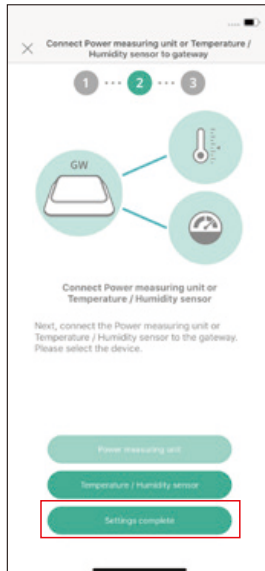 Connect Power measuring unit or Temperature /
Humidity sensor to gateway
1 ... 2 ... 3
GW
Connect Power measuring unit or
Temperature / Humidity sensor
Next, connect the Power measuring unit or
Temperature / Humidity sensor to the gateway.
Please select the device.
Power measuring unit
Temperature / Humidity sensor
Settings complete